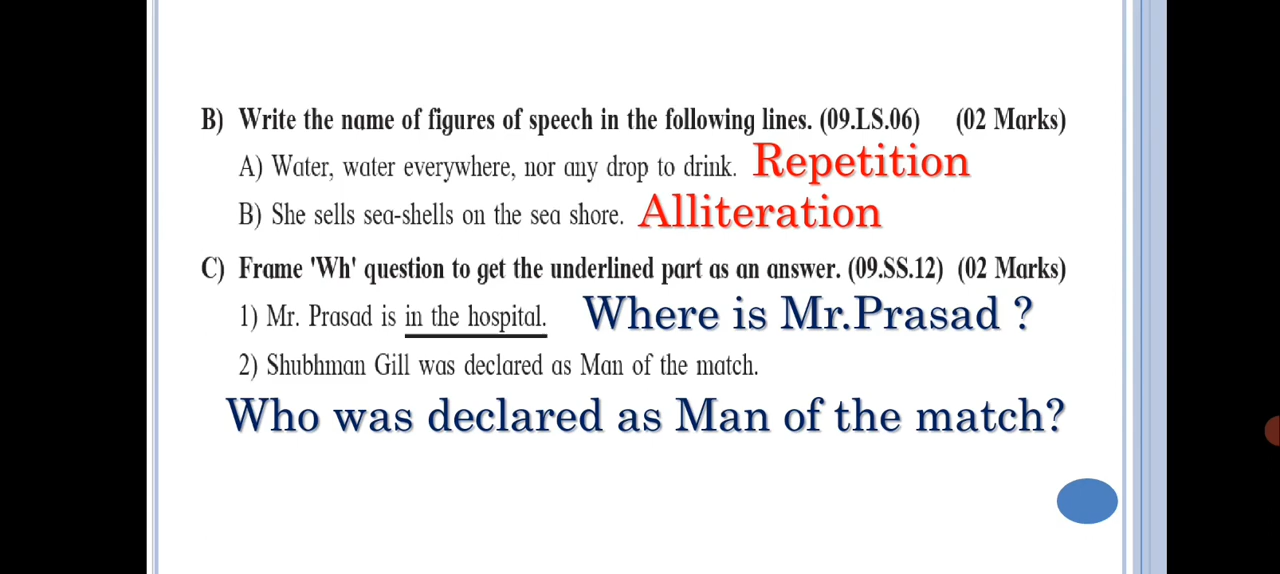 B) Write the name of figures of speech in the following lines. (09.LS.06) (02 Marks)
A) Water, water everywhere, nor any drop to drink. Repetition
B) She sells sea-shells on the sea shore. Alliteration
C) Frame 'Wh' question to get the underlined part as an answer. (09.SS.12) (02 Marks)
1) Mr. Prasad is in the hospital. Where is Mr.Prasad ?
2) Shubhman Gill was declared as Man of the match.
Who was declared as Man of the match?